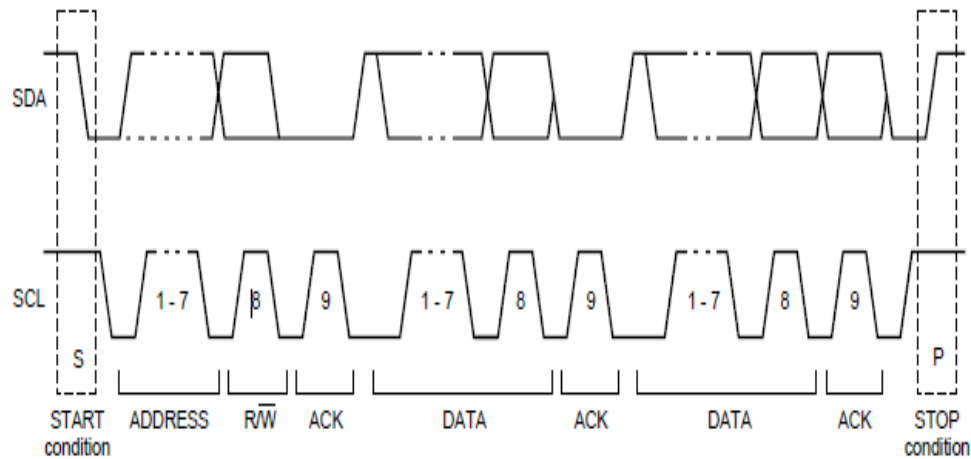 SDA
SCL
1 - 7 8 9 1 - 7 8 9 1 - 7 8 9
S P
START ADDRESS R/W̅ ACK DATA ACK DATA ACK STOP
condition condition